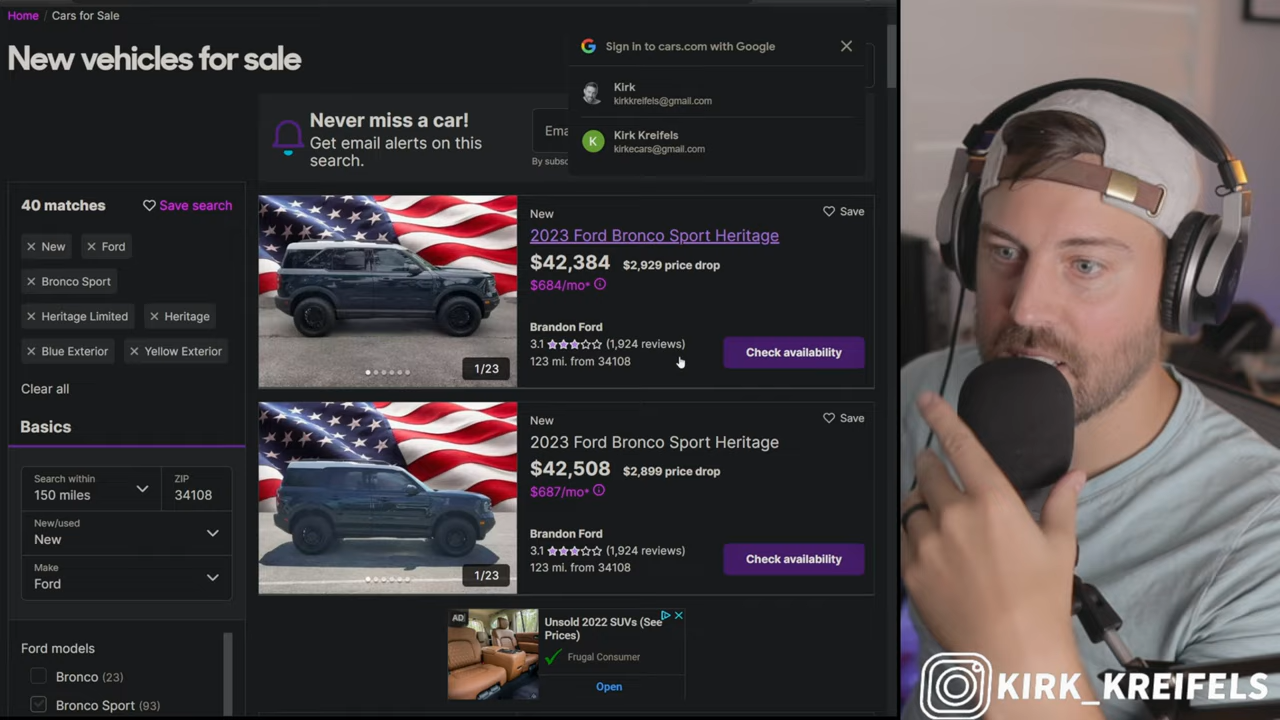 Home / Cars for Sale
New vehicles for sale
Sign in to cars.com with Google
Kirk
kirkkreifels@gmail.com
Kirk Kreifels
kirkecars@gmail.com
K
Never miss a car!
Get email alerts on this
search.
Ema
By subsc
40 matches
Save search
New
Ford
Bronco Sport
Heritage Limited
Heritage
Blue Exterior
Yellow Exterior
Clear all
Basics
Search within
150 miles
ZIP
34108
New/used
New
Make
Ford
Ford models
Bronco (23)
Bronco Sport (93)
1/23
New
Save
2023 Ford Bronco Sport Heritage
$42,384 $2,929 price drop
$684/mo*
Brandon Ford
3.1 (1,924 reviews)
123 mi. from 34108
Check availability
1/23
New
Save
2023 Ford Bronco Sport Heritage
$42,508 $2,899 price drop
$687/mo*
Brandon Ford
3.1 (1,924 reviews)
123 mi. from 34108
Check availability
AD
Unsold 2022 SUVs (See
Prices)
Frugal Consumer
Open
KIRK_KREIFELS